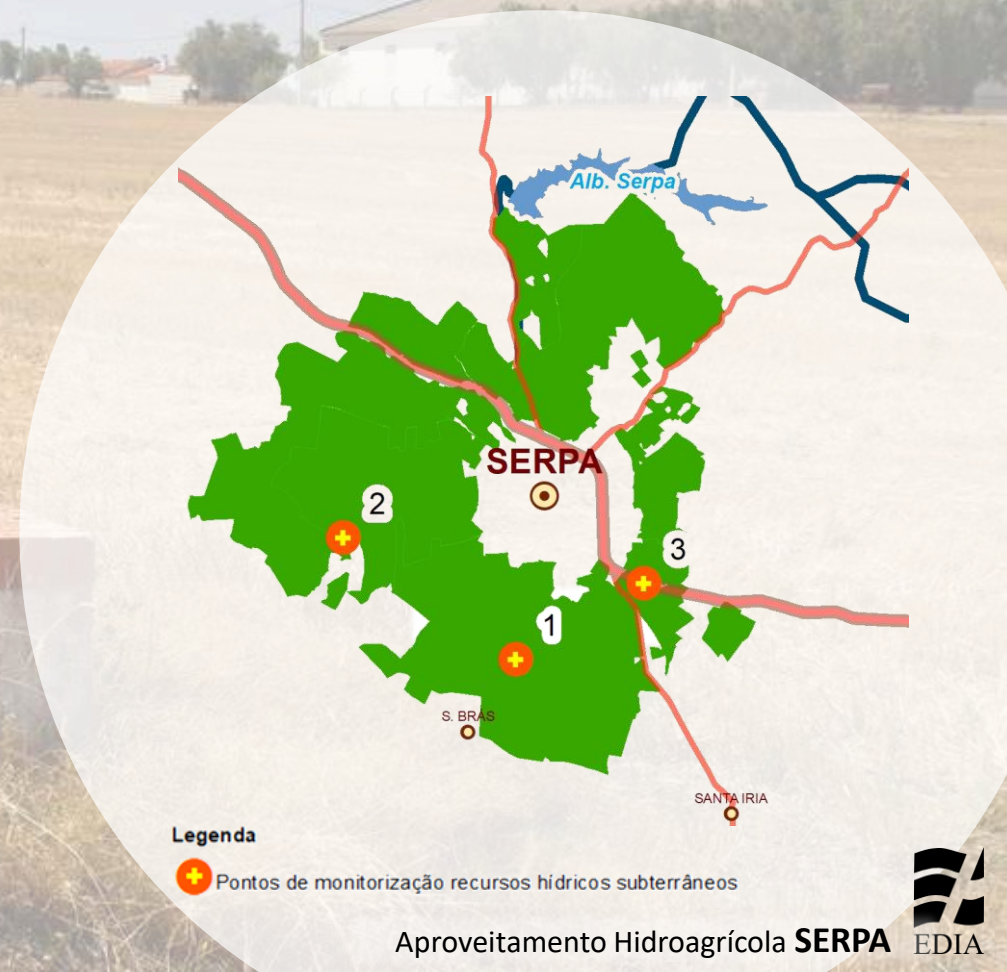 Alb. Serpa
SERPA
2
3
1
S. BRÁS
SANTA IRIA
Legenda
Pontos de monitorização recursos hídricos subterrâneos
Aproveitamento Hidroagrícola SERPA
EDIA